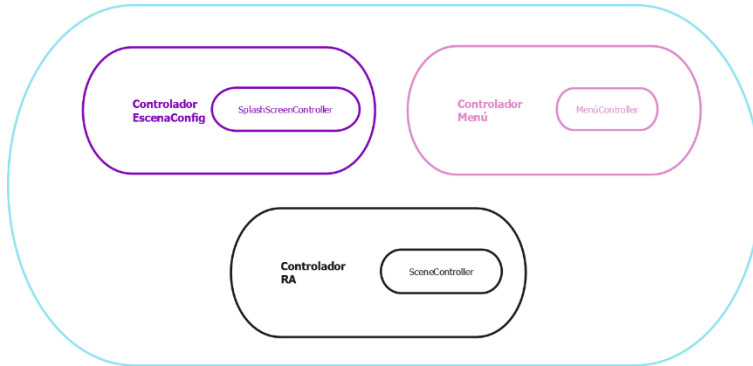 Controlador
EscenaConfig
SplashScreenController
Controlador
Menú
MenúController
Controlador
RA
SceneController